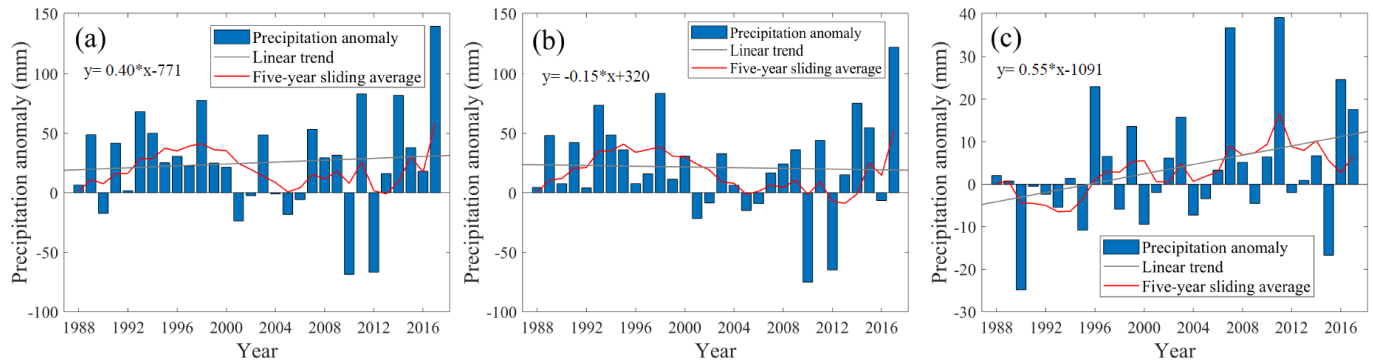 (a)
y= 0.40*x-771
Precipitation anomaly
Linear trend
Five-year sliding average
Precipitation anomaly (mm)
150
100
50
0
-50
-100
1988 1992 1996 2000 2004 2008 2012 2016
Year
(b)
y= -0.15*x+320
Precipitation anomaly
Linear trend
Five-year sliding average
Precipitation anomaly (mm)
150
100
50
0
-50
-100
1988 1992 1996 2000 2004 2008 2012 2016
Year
(c)
y= 0.55*x-1091
Precipitation anomaly (mm)
40
30
20
10
0
-10
-20
-30
Precipitation anomaly
Linear trend
Five-year sliding average
1988 1992 1996 2000 2004 2008 2012 2016
Year